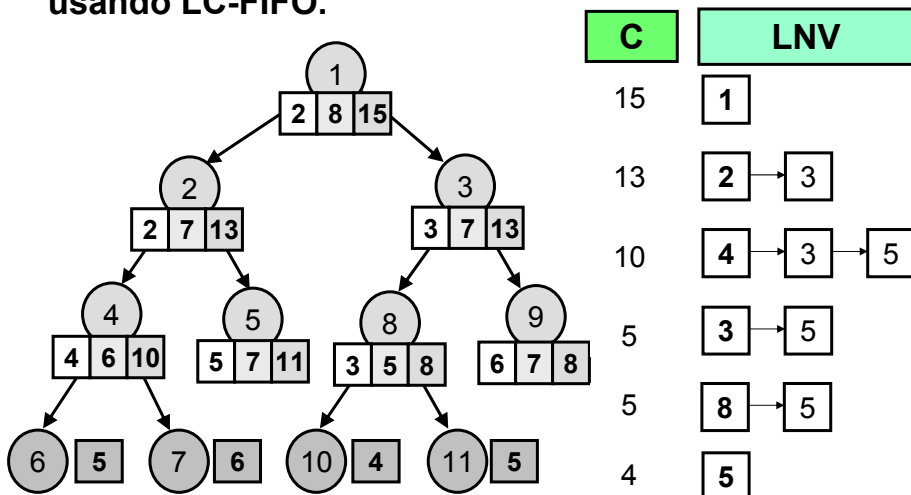 usando LC-FIFO.
C LNV
1
2 8 15
15 1
2 3
2 7 13
3 7 13
13 2 3
4 5 8 9
4 6 10
5 7 11
3 5 8
6 7 8
10 4 3 5
5 3 5
5 8 5
6 5 7 6 10 4 11 5
4 5